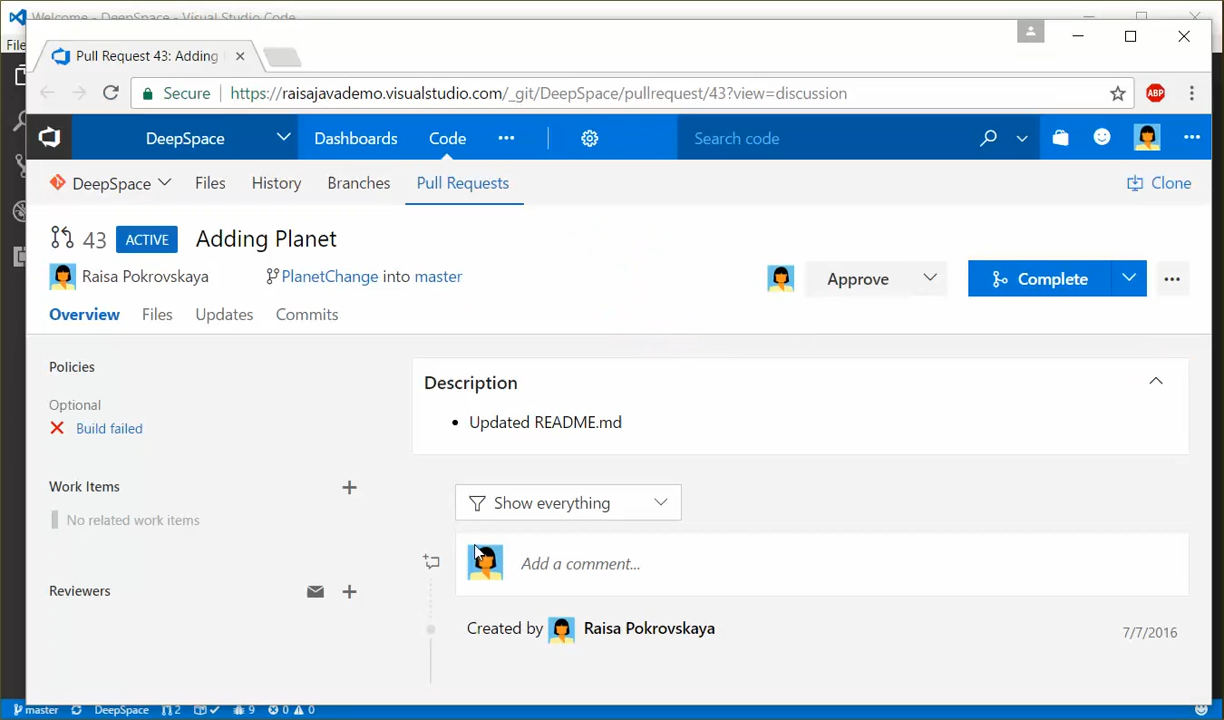 Welcome - DeepSpace - Visual Studio Code
File
Pull Request 43: Adding
Secure
https://raisajavademo.visualstudio.com/_git/DeepSpace/pullrequest/43?view=discussion
ABP
DeepSpace
Dashboards
Code
Search code
DeepSpace
Files
History
Branches
Pull Requests
Clone
43 ACTIVE Adding Planet
Raisa Pokrovskaya
PlanetChange into master
Approve
Complete
Overview
Files
Updates
Commits
Policies
Optional
Build failed
Work Items
No related work items
Reviewers
Description
Updated README.md
Show everything
Add a comment...
Created by Raisa Pokrovskaya
7/7/2016
master
DeepSpace
2
9
0
0